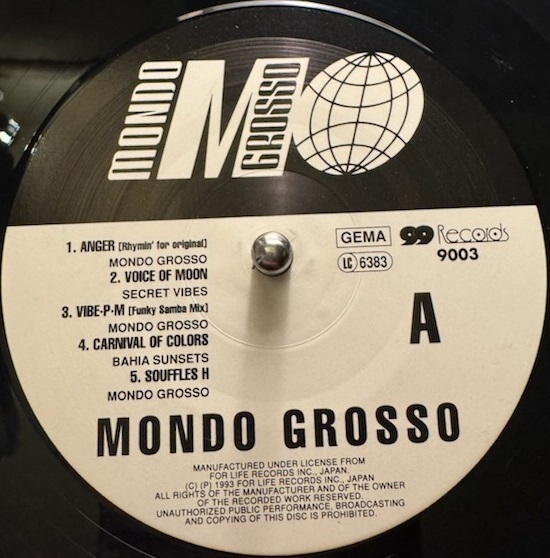 MONDO
GROSSO
MO
1. ANGER [Rhymin' for original]
MONDO GROSSO
2. VOICE OF MOON
SECRET VIBES
3. VIBE-P-M [Funky Samba Mix]
MONDO GROSSO
4. CARNIVAL OF COLORS
BAHIA SUNSETS
5. SOUFFLES H
MONDO GROSSO
GEMA
LC 6383
99 Records
9003
A
MONDO GROSSO
MANUFACTURED UNDER LICENSE FROM
FOR LIFE RECORDS INC., JAPAN.
(C) (P) 1993 FOR LIFE RECORDS INC., JAPAN
ALL RIGHTS OF THE MANUFACTURER AND OF THE OWNER
OF THE RECORDED WORK RESERVED.
UNAUTHORIZED PUBLIC PERFORMANCE, BROADCASTING
AND COPYING OF THIS DISC IS PROHIBITED.